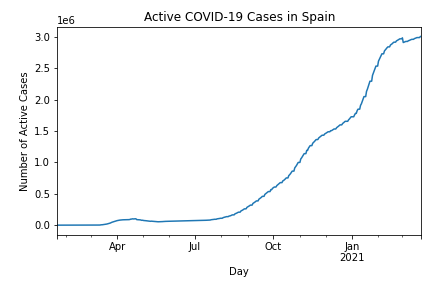 Active COVID-19 Cases in Spain
1e6
3.0
2.5
2.0
1.5
1.0
0.5
0.0
Number of Active Cases
Apr Jul Oct Jan
2021
Day